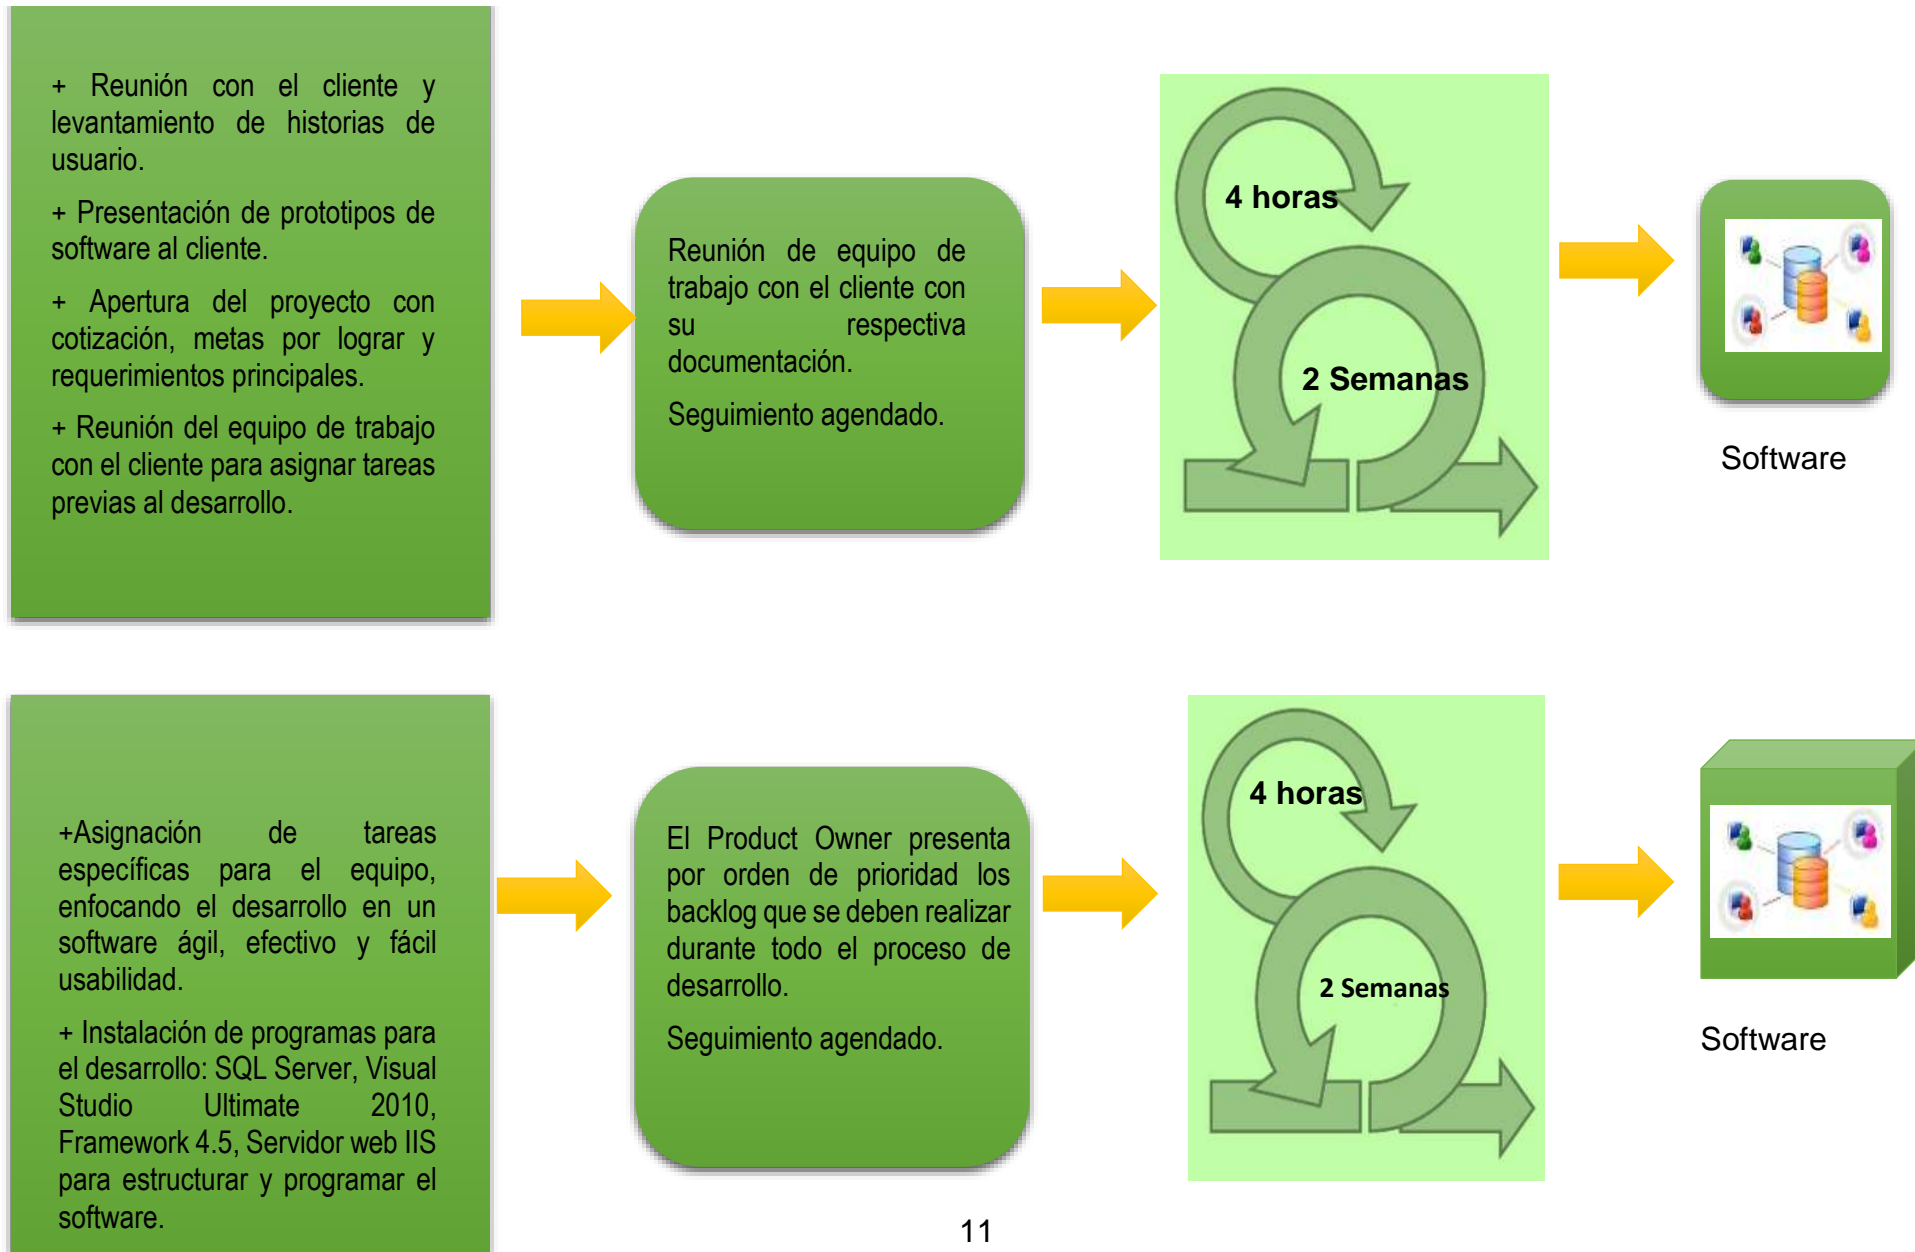 + Reunión con el cliente y
levantamiento de historias de
usuario.
+ Presentación de prototipos de
software al cliente.
+ Apertura del proyecto con
cotización, metas por lograr y
requerimientos principales.
+ Reunión del equipo de trabajo
con el cliente para asignar tareas
previas al desarrollo.
Reunión de equipo de
trabajo con el cliente con
su respectiva
documentación.
Seguimiento agendado.
4 horas
2 Semanas
Software
+Asignación de tareas
específicas para el equipo,
enfocando el desarrollo en un
software ágil, efectivo y fácil
usabilidad.
+ Instalación de programas para
el desarrollo: SQL Server, Visual
Studio Ultimate 2010,
Framework 4.5, Servidor web IIS
para estructurar y programar el
software.
El Product Owner presenta
por orden de prioridad los
backlog que se deben realizar
durante todo el proceso de
desarrollo.
Seguimiento agendado.
4 horas
2 Semanas
Software
11